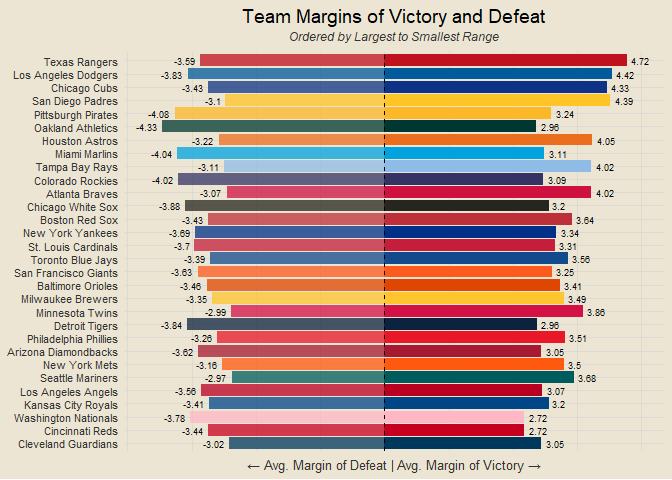 Team Margins of Victory and Defeat
Ordered by Largest to Smallest Range
Texas Rangers -3.59 4.72
Los Angeles Dodgers -3.83 4.42
Chicago Cubs -3.43 4.33
San Diego Padres -3.1 4.39
Pittsburgh Pirates -4.08 3.24
Oakland Athletics -4.33 2.96
Houston Astros -3.22 4.05
Miami Marlins -4.04 3.11
Tampa Bay Rays -3.11 4.02
Colorado Rockies -4.02 3.09
Atlanta Braves -3.07 4.02
Chicago White Sox -3.88 3.2
Boston Red Sox -3.43 3.64
New York Yankees -3.69 3.34
St. Louis Cardinals -3.7 3.31
Toronto Blue Jays -3.39 3.56
San Francisco Giants -3.63 3.25
Baltimore Orioles -3.46 3.41
Milwaukee Brewers -3.35 3.49
Minnesota Twins -2.99 3.86
Detroit Tigers -3.84 2.96
Philadelphia Phillies -3.26 3.51
Arizona Diamondbacks -3.62 3.05
New York Mets -3.16 3.5
Seattle Mariners -2.97 3.68
Los Angeles Angels -3.56 3.07
Kansas City Royals -3.41 3.2
Washington Nationals -3.78 2.72
Cincinnati Reds -3.44 2.72
Cleveland Guardians -3.02 3.05
← Avg. Margin of Defeat | Avg. Margin of Victory →